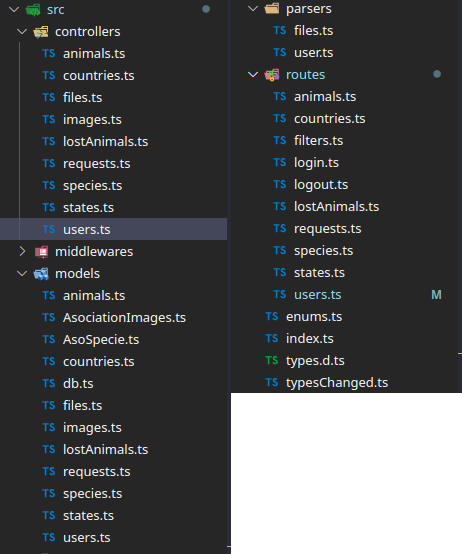 src
controllers
TS animals.ts
TS countries.ts
TS files.ts
TS images.ts
TS lostAnimals.ts
TS requests.ts
TS species.ts
TS states.ts
TS users.ts
middlewares
models
TS animals.ts
TS AsociationImages.ts
TS AsoSpecie.ts
TS countries.ts
TS db.ts
TS files.ts
TS images.ts
TS lostAnimals.ts
TS requests.ts
TS species.ts
TS states.ts
TS users.ts
parsers
TS files.ts
TS user.ts
routes
TS animals.ts
TS countries.ts
TS filters.ts
TS login.ts
TS logout.ts
TS lostAnimals.ts
TS requests.ts
TS species.ts
TS states.ts
TS users.ts M
TS enums.ts
TS index.ts
TS types.d.ts
TS typesChanged.ts